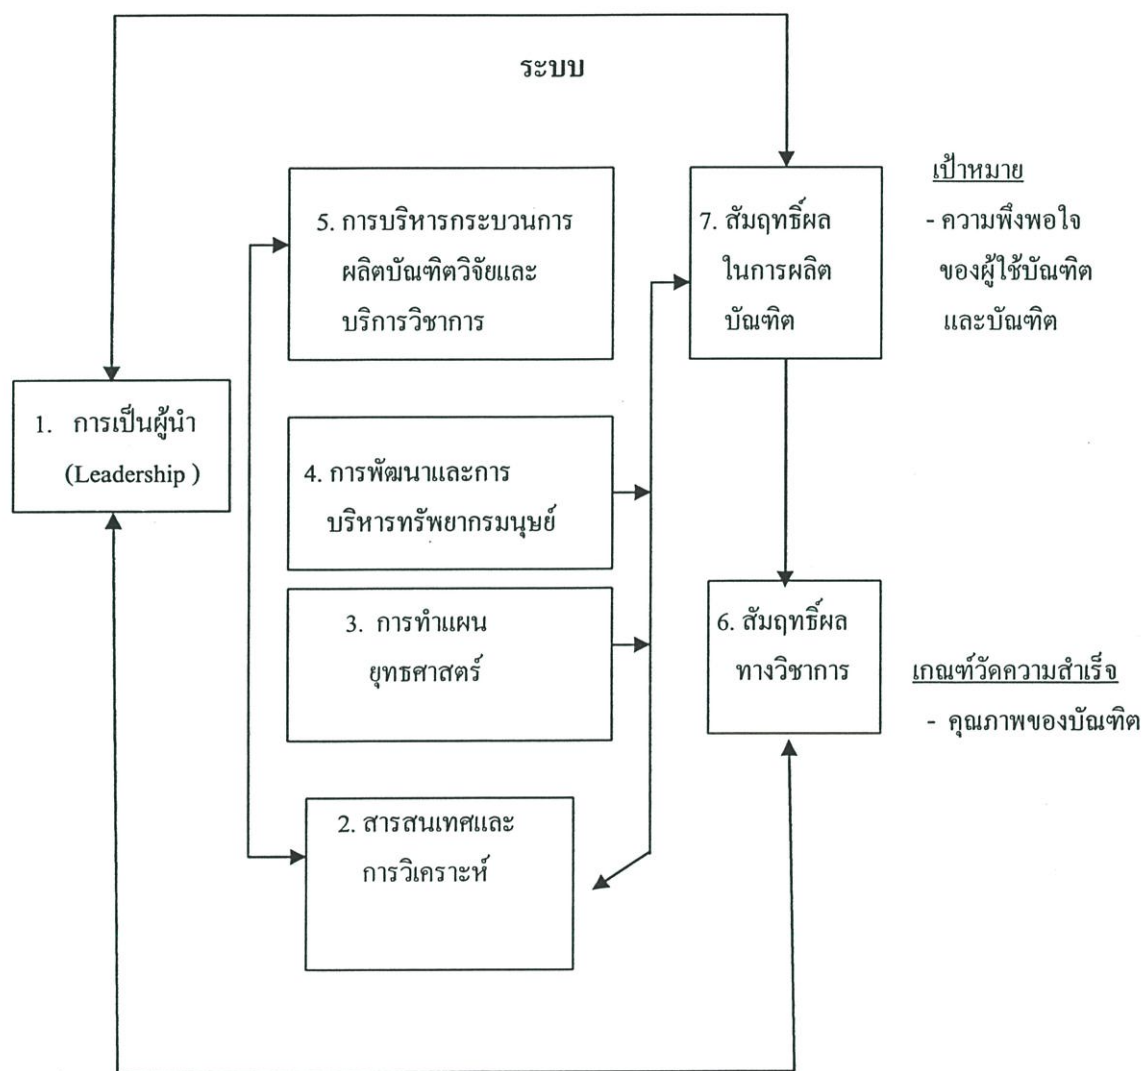 ระบบ
5. การบริหารกระบวนการ
ผลิตบัณฑิตวิจัยและ
บริการวิชาการ
7. สัมฤทธิ์ผล
ในการผลิต
บัณฑิต
เป้าหมาย
- ความพึงพอใจ
ของผู้ใช้บัณฑิต
และบัณฑิต
1. การเป็นผู้นำ
(Leadership )
4. การพัฒนาและการ
บริหารทรัพยากรมนุษย์
3. การทำแผน
ยุทธศาสตร์
6. สัมฤทธิ์ผล
ทางวิชาการ
เกณฑ์วัดความสำเร็จ
- คุณภาพของบัณฑิต
2. สารสนเทศและ
การวิเคราะห์